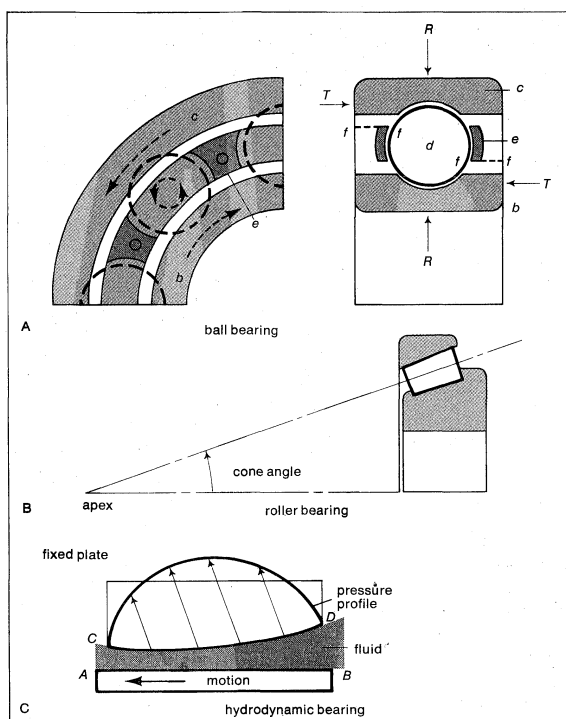 R
c
T
c
f
f
d
e
e
f
f
T
b
b
R
A
ball bearing
cone angle
apex
B
roller bearing
fixed plate
pressure
profile
D
C
fluid
A
B
motion
C
hydrodynamic bearing